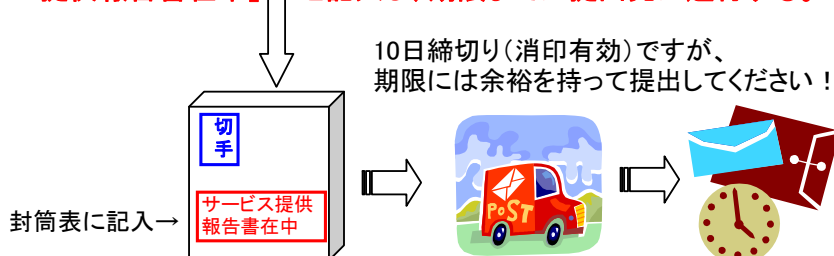 10日締切り（消印有効）ですが、
期限には余裕を持って提出してください！
切
手
サービス提供
報告書在中
封筒表に記入→
POST